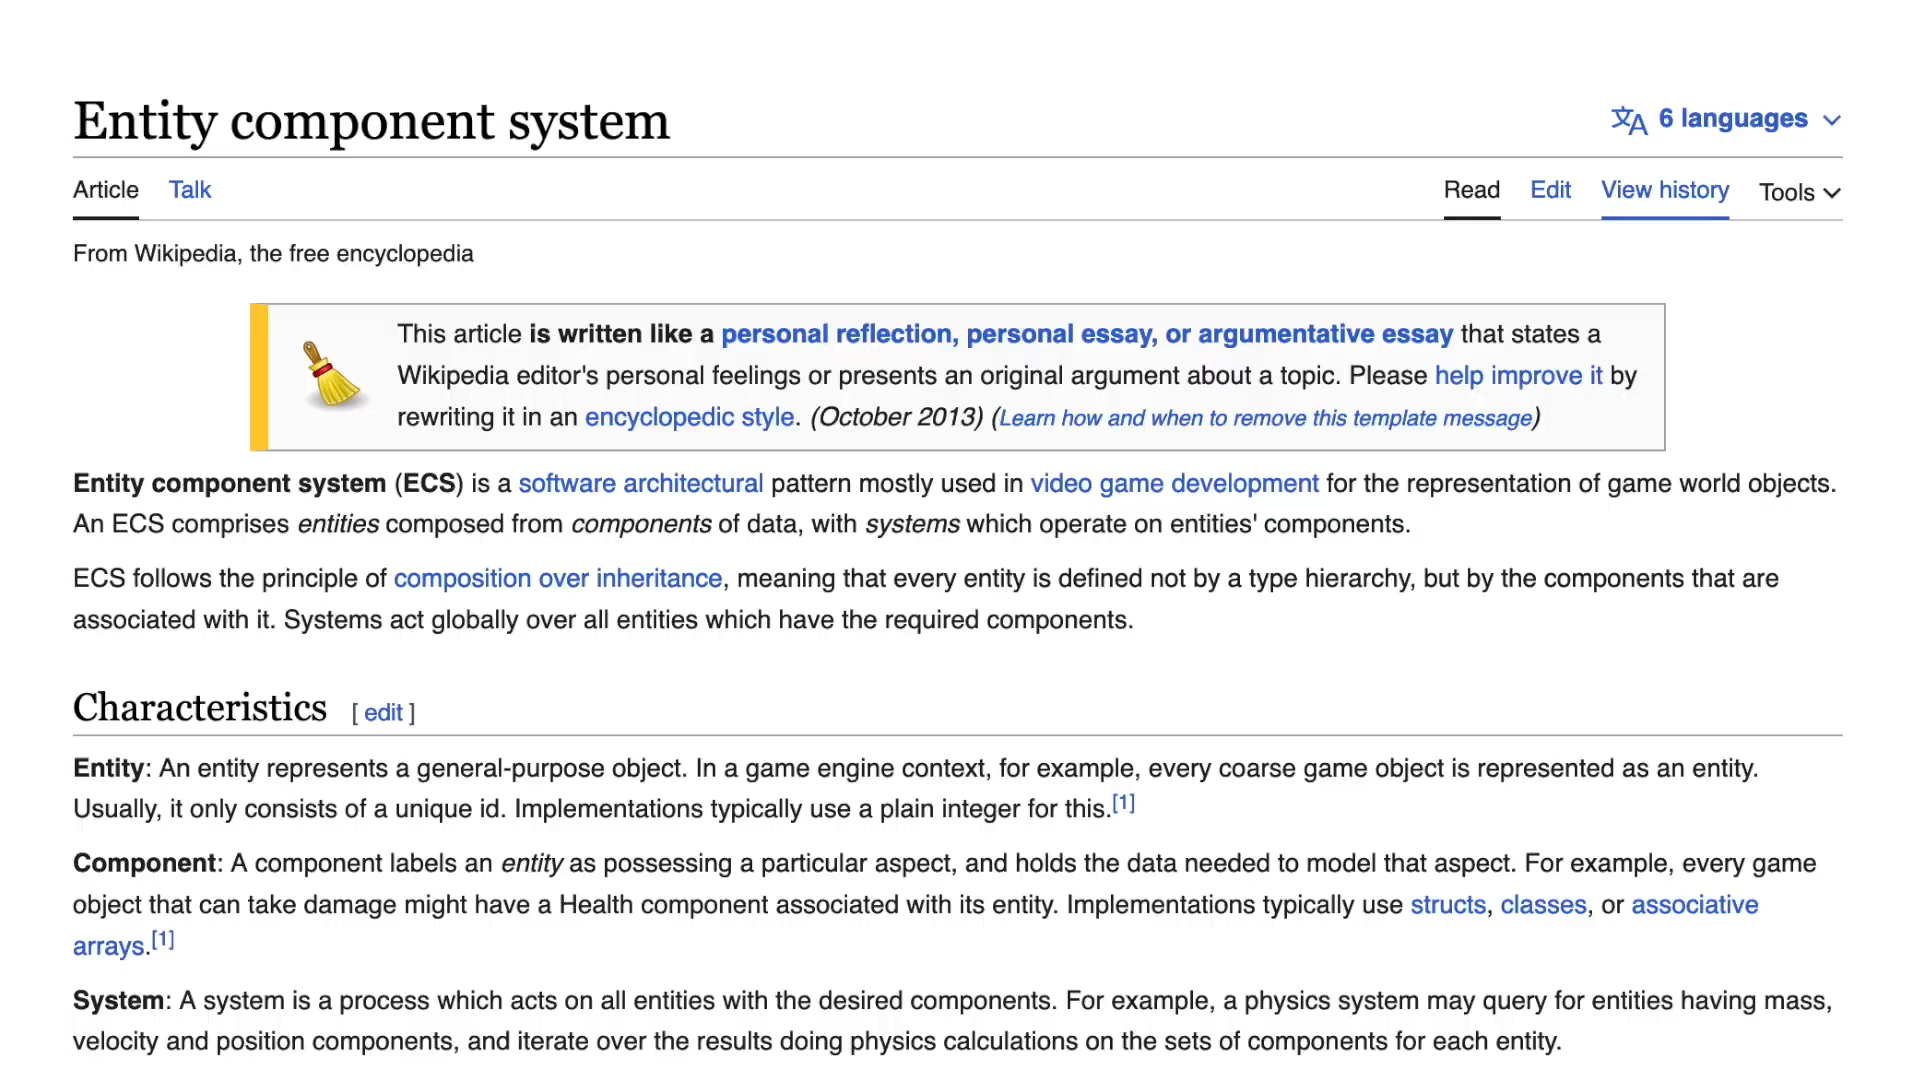 Entity component system
文A 6 languages
Article Talk
Read Edit View history Tools
From Wikipedia, the free encyclopedia
This article is written like a personal reflection, personal essay, or argumentative essay that states a
Wikipedia editor's personal feelings or presents an original argument about a topic. Please help improve it by
rewriting it in an encyclopedic style. (October 2013) (Learn how and when to remove this template message)
Entity component system (ECS) is a software architectural pattern mostly used in video game development for the representation of game world objects.
An ECS comprises entities composed from components of data, with systems which operate on entities' components.
ECS follows the principle of composition over inheritance, meaning that every entity is defined not by a type hierarchy, but by the components that are
associated with it. Systems act globally over all entities which have the required components.
Characteristics [ edit ]
Entity: An entity represents a general-purpose object. In a game engine context, for example, every coarse game object is represented as an entity.
Usually, it only consists of a unique id. Implementations typically use a plain integer for this.[1]
Component: A component labels an entity as possessing a particular aspect, and holds the data needed to model that aspect. For example, every game
object that can take damage might have a Health component associated with its entity. Implementations typically use structs, classes, or associative
arrays.[1]
System: A system is a process which acts on all entities with the desired components. For example, a physics system may query for entities having mass,
velocity and position components, and iterate over the results doing physics calculations on the sets of components for each entity.